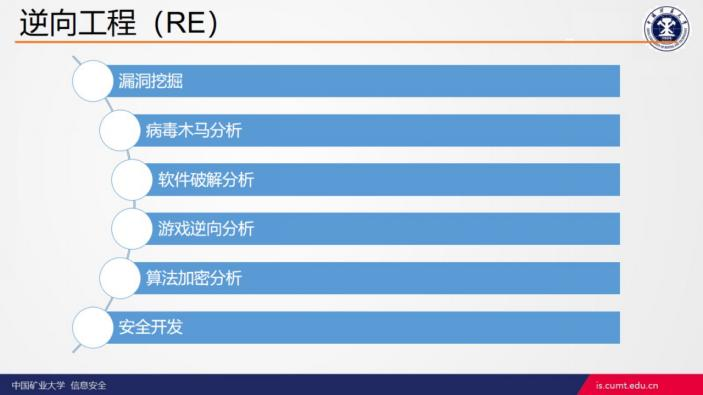 逆向工程（RE）
漏洞挖掘
病毒木马分析
软件破解分析
游戏逆向分析
算法加密分析
安全开发
中国矿业大学 信息安全
is.cumt.edu.cn